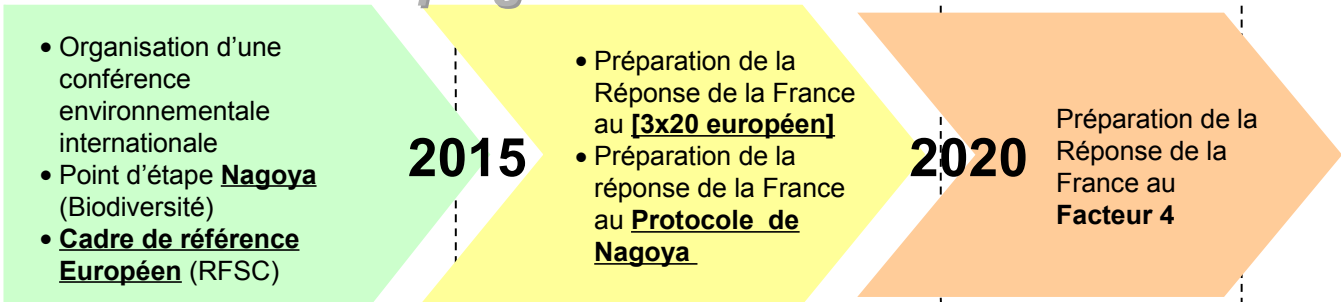 • Organisation d’une
conférence
environnementale
internationale
• Point d’étape Nagoya
(Biodiversité)
• Cadre de référence
Européen (RFSC)
2015
• Préparation de la
Réponse de la France
au [3x20 européen]
• Préparation de la
réponse de la France
au Protocole de
Nagoya
2020
Préparation de la
Réponse de la
France au
Facteur 4